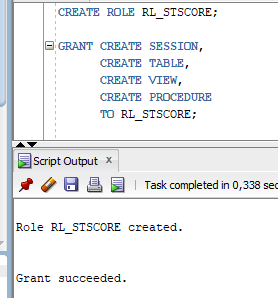 CREATE ROLE RL_STSCORE;
GRANT CREATE SESSION,
CREATE TABLE,
CREATE VIEW,
CREATE PROCEDURE
TO RL_STSCORE;
Script Output x
Task completed in 0,338 sec
Role RL_STSCORE created.
Grant succeeded.